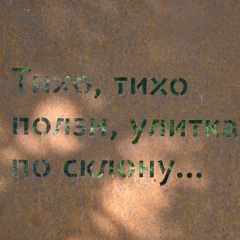 Тихо, тихо
ползи, улитка
по склону...